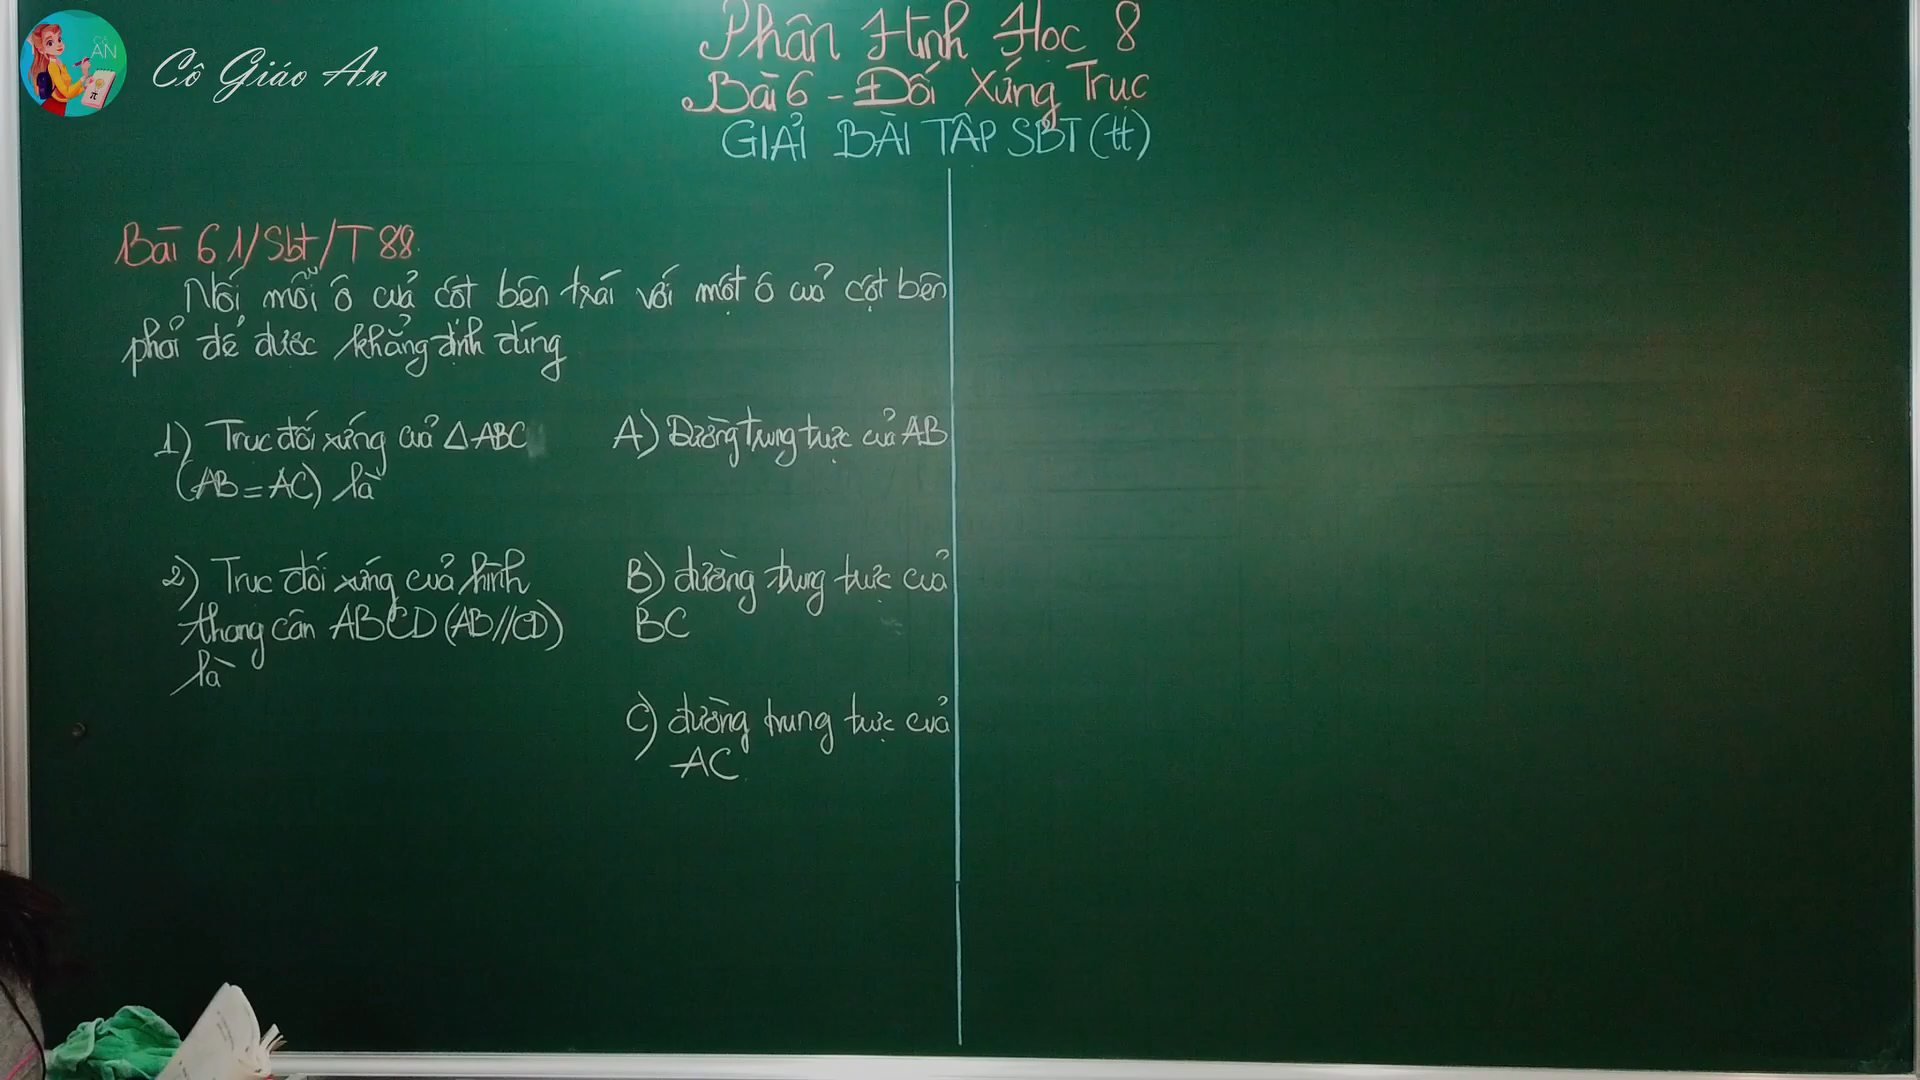 CÔ AN
Cô Giáo An
Phần Hình Học 8
Bài 6 - Đối Xứng Trục
GIẢI BÀI TẬP SBT (tt)
Bài 61/Sbt/T88
Nối mỗi ô của cột bên trái với một ô của cột bên
phải để được khẳng định đúng
1) Trục đối xứng của △ABC
(AB = AC) là
2) Trục đối xứng của hình
thang cân ABCD (AB//CD)
là
A) Đường trung trực của AB
B) đường trung trực của
BC
C) đường trung trực của
AC